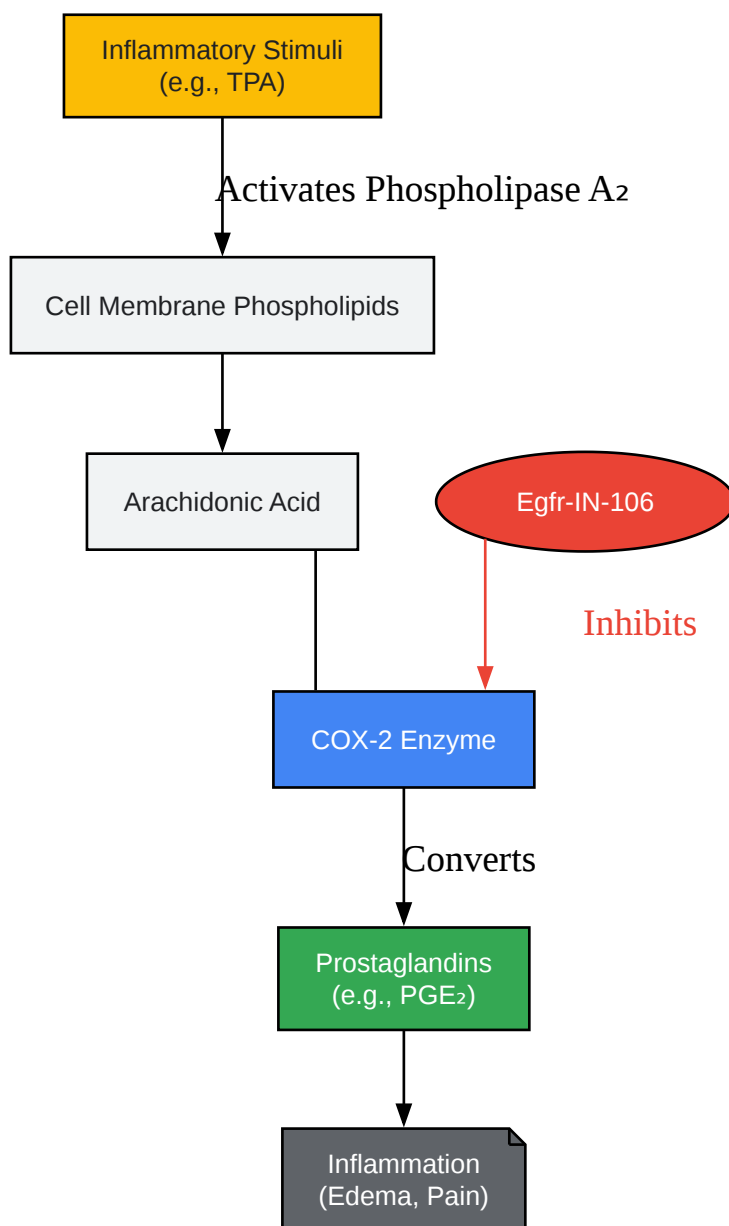 Inflammatory Stimuli
(e.g., TPA)
Activates Phospholipase A₂
Cell Membrane Phospholipids
Arachidonic Acid
Egfr-IN-106
Inhibits
COX-2 Enzyme
Converts
Prostaglandins
(e.g., PGE₂)
Inflammation
(Edema, Pain)